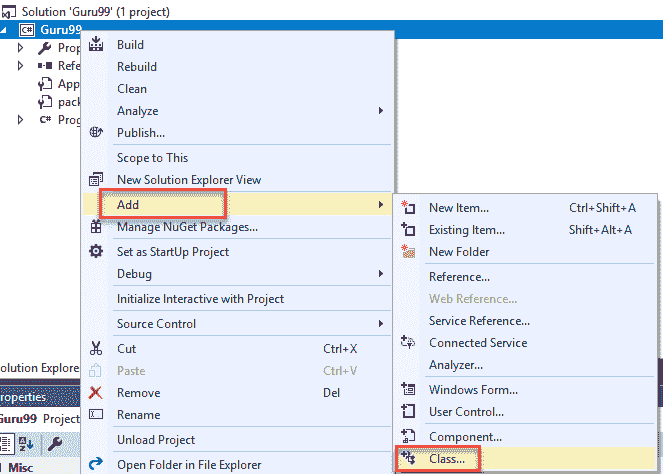 Solution 'Guru99' (1 project)
Guru99
Prop
Refe
App
pack
Prog
Build
Rebuild
Clean
Analyze
Publish...
Scope to This
New Solution Explorer View
Add
Manage NuGet Packages...
Set as StartUp Project
Debug
Initialize Interactive with Project
Source Control
Cut Ctrl+X
Paste Ctrl+V
Remove Del
Rename
Unload Project
Open Folder in File Explorer
New Item... Ctrl+Shift+A
Existing Item... Shift+Alt+A
New Folder
Reference...
Web Reference...
Service Reference...
Connected Service
Analyzer...
Windows Form...
User Control...
Component...
Class...
olution Explore
roperties
Guru99 Project
Misc